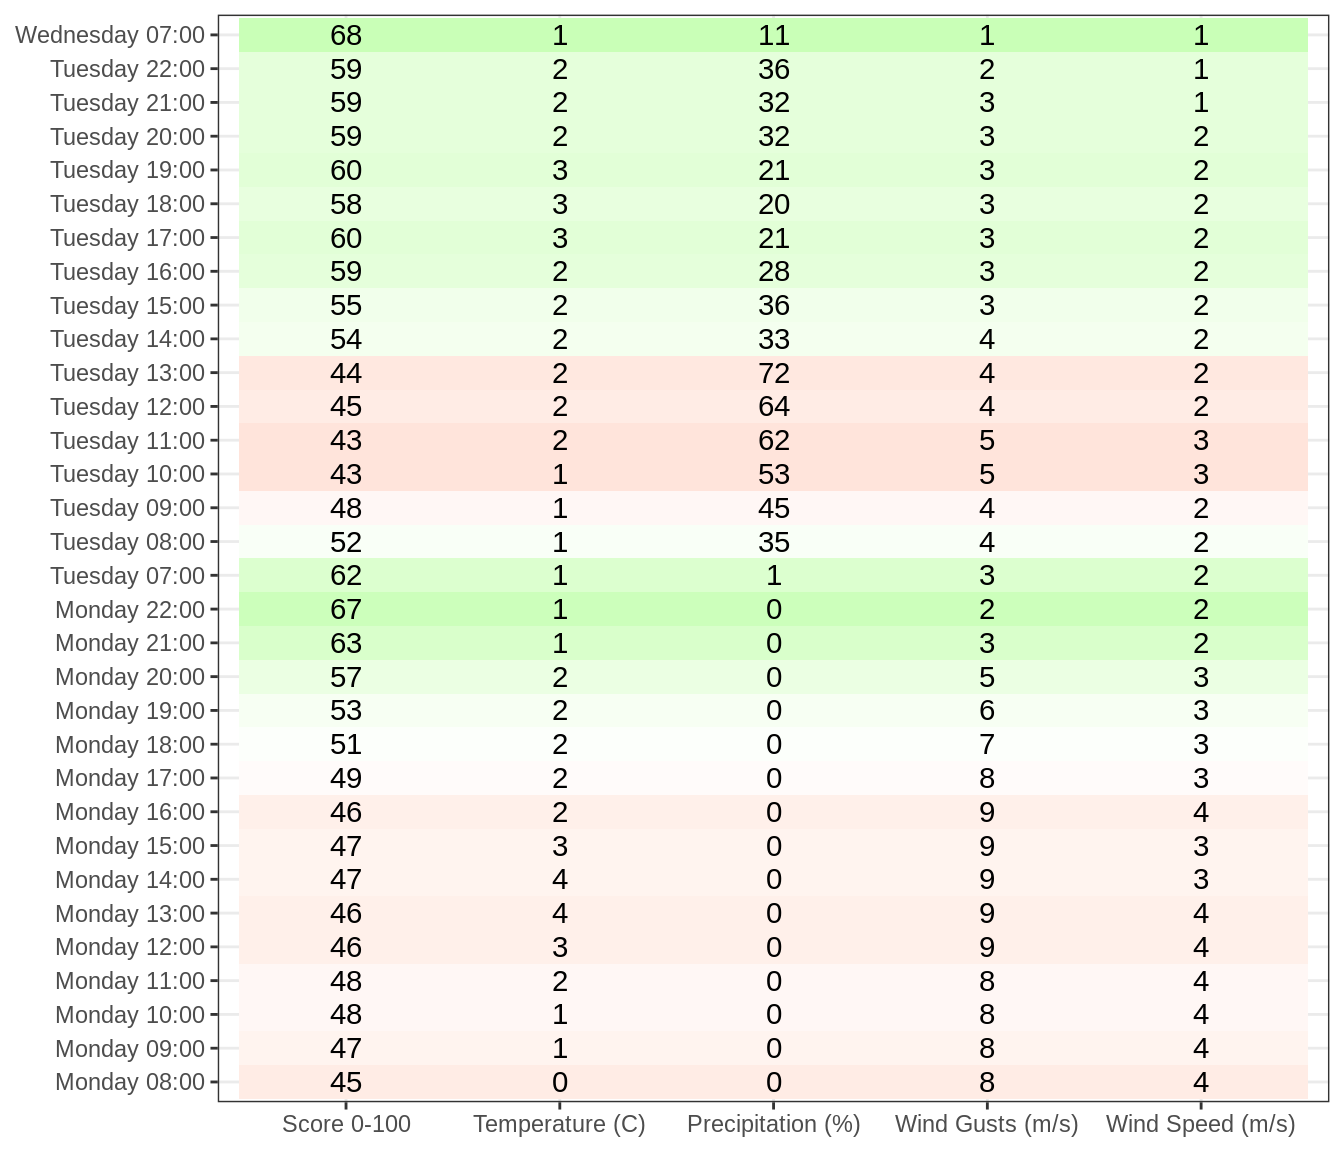 Wednesday 07:00 68 1 11 1 1
Tuesday 22:00 59 2 36 2 1
Tuesday 21:00 59 2 32 3 1
Tuesday 20:00 59 2 32 3 2
Tuesday 19:00 60 3 21 3 2
Tuesday 18:00 58 3 20 3 2
Tuesday 17:00 60 3 21 3 2
Tuesday 16:00 59 2 28 3 2
Tuesday 15:00 55 2 36 3 2
Tuesday 14:00 54 2 33 4 2
Tuesday 13:00 44 2 72 4 2
Tuesday 12:00 45 2 64 4 2
Tuesday 11:00 43 2 62 5 3
Tuesday 10:00 43 1 53 5 3
Tuesday 09:00 48 1 45 4 2
Tuesday 08:00 52 1 35 4 2
Tuesday 07:00 62 1 1 3 2
Monday 22:00 67 1 0 2 2
Monday 21:00 63 1 0 3 2
Monday 20:00 57 2 0 5 3
Monday 19:00 53 2 0 6 3
Monday 18:00 51 2 0 7 3
Monday 17:00 49 2 0 8 3
Monday 16:00 46 2 0 9 4
Monday 15:00 47 3 0 9 3
Monday 14:00 47 4 0 9 3
Monday 13:00 46 4 0 9 4
Monday 12:00 46 3 0 9 4
Monday 11:00 48 2 0 8 4
Monday 10:00 48 1 0 8 4
Monday 09:00 47 1 0 8 4
Monday 08:00 45 0 0 8 4
Score 0-100 Temperature (C) Precipitation (%) Wind Gusts (m/s) Wind Speed (m/s)